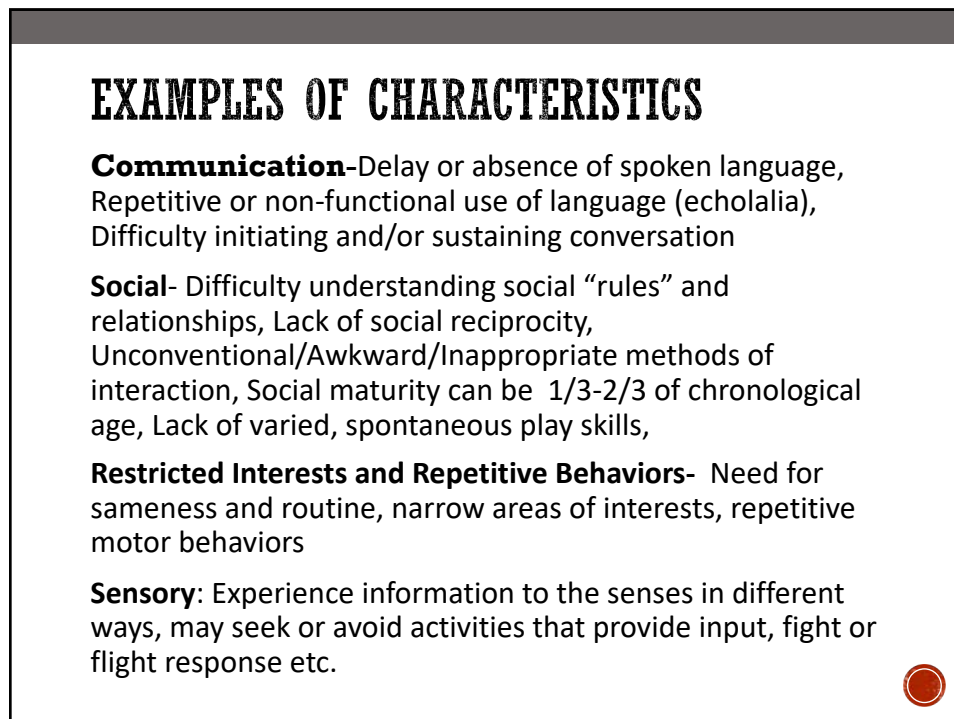 EXAMPLES OF CHARACTERISTICS
Communication-Delay or absence of spoken language,
Repetitive or non-functional use of language (echolalia),
Difficulty initiating and/or sustaining conversation
Social- Difficulty understanding social “rules” and
relationships, Lack of social reciprocity,
Unconventional/Awkward/Inappropriate methods of
interaction, Social maturity can be  1/3-2/3 of chronological
age, Lack of varied, spontaneous play skills,
Restricted Interests and Repetitive Behaviors-  Need for
sameness and routine, narrow areas of interests, repetitive
motor behaviors
Sensory: Experience information to the senses in different
ways, may seek or avoid activities that provide input, fight or
flight response etc.